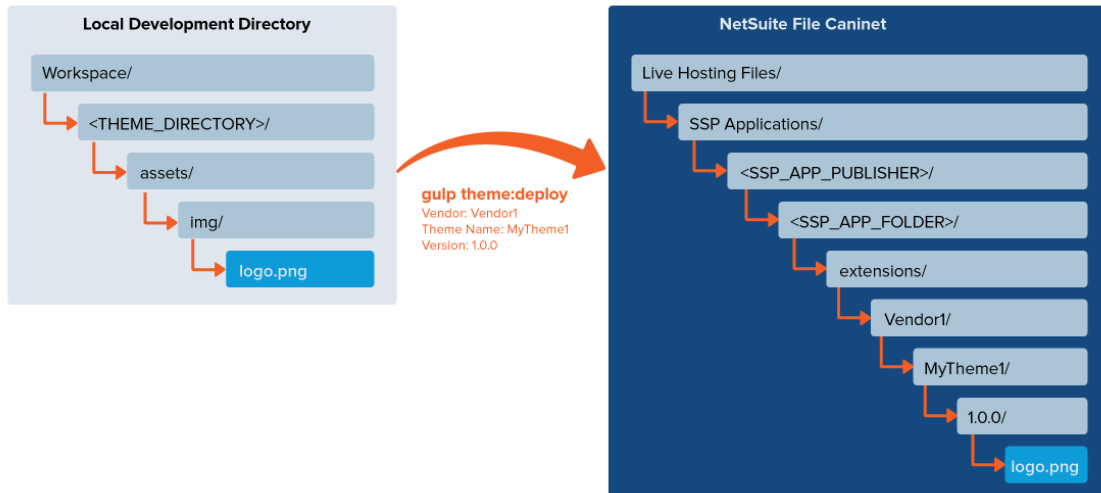 Local Development Directory
Workspace/
<THEME_DIRECTORY>/
assets/
img/
logo.png
gulp theme:deploy
Vendor: Vendor1
Theme Name: MyTheme1
Version: 1.0.0
NetSuite File Caninet
Live Hosting Files/
SSP Applications/
<SSP_APP_PUBLISHER>/
<SSP_APP_FOLDER>/
extensions/
Vendor1/
MyTheme1/
1.0.0/
logo.png